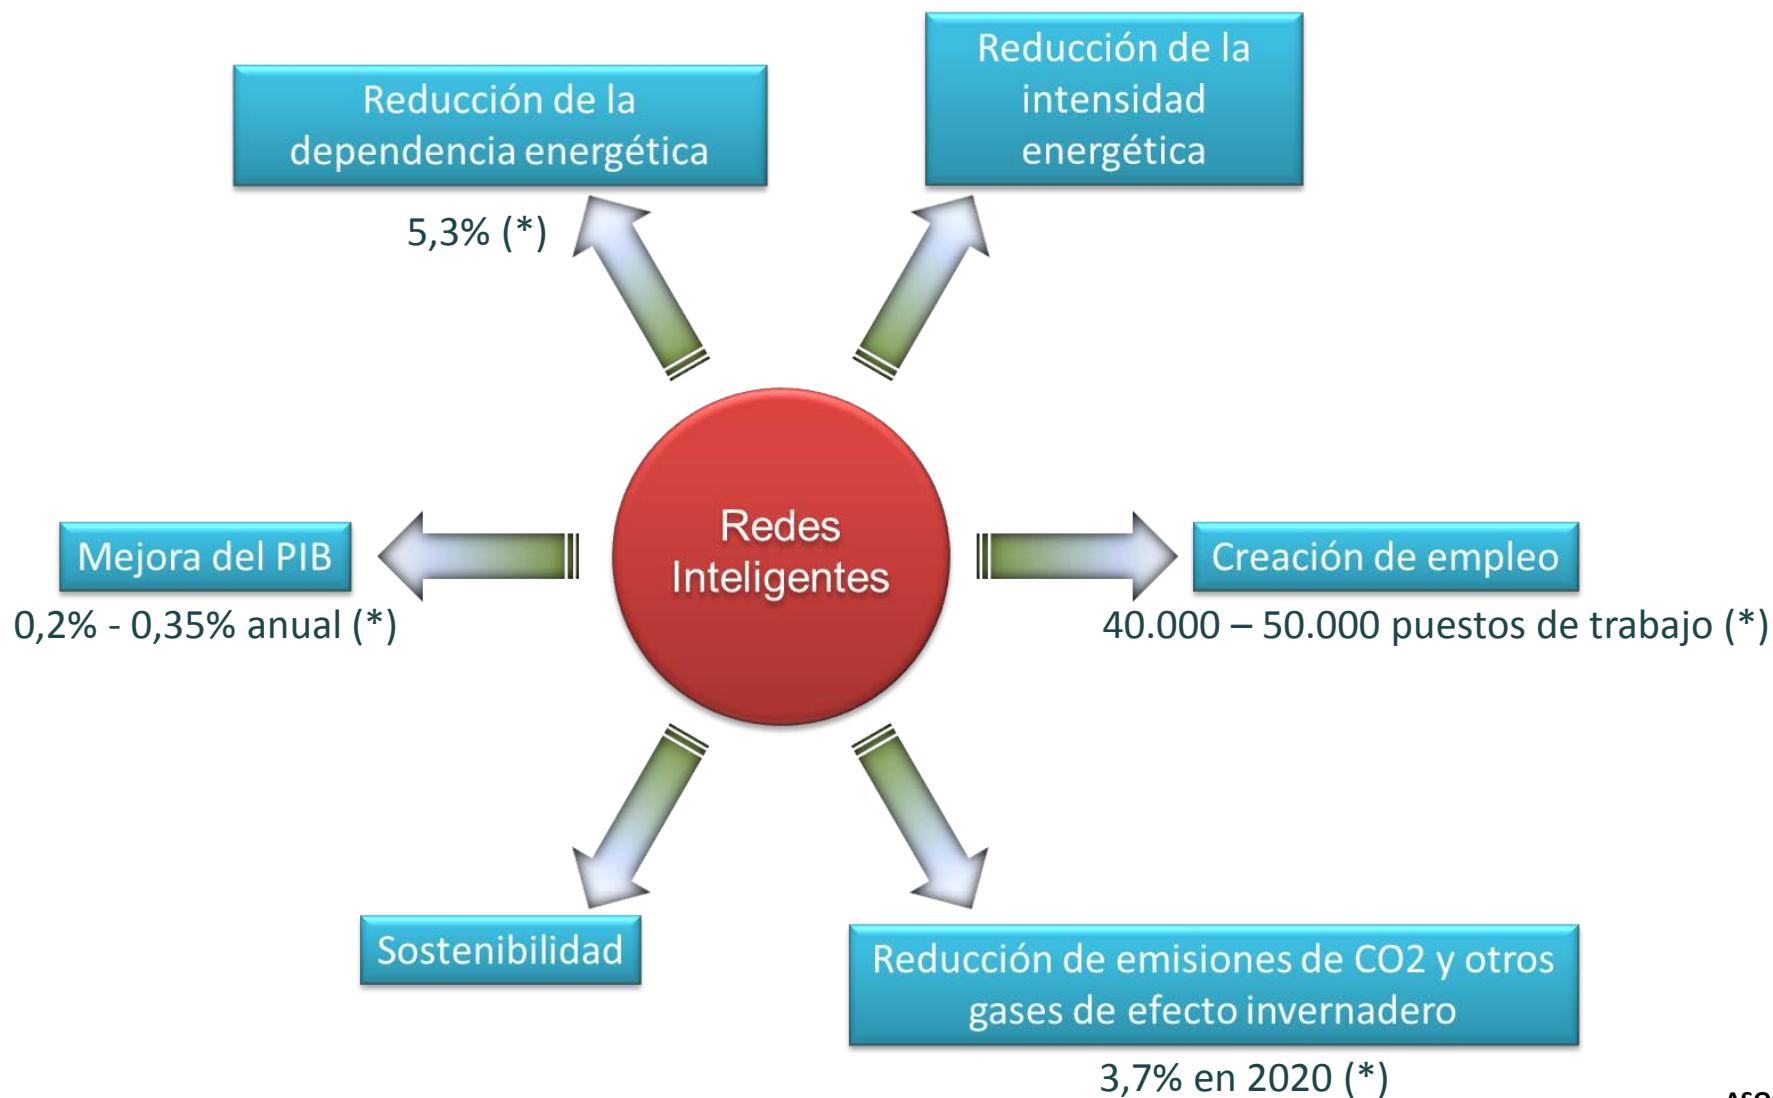 Reducción de la
dependencia energética
5,3% (*)
Reducción de la
intensidad
energética
Redes
Inteligentes
Mejora del PIB
0,2% - 0,35% anual (*)
Creación de empleo
40.000 – 50.000 puestos de trabajo (*)
Sostenibilidad
Reducción de emisiones de CO2 y otros
gases de efecto invernadero
3,7% en 2020 (*)